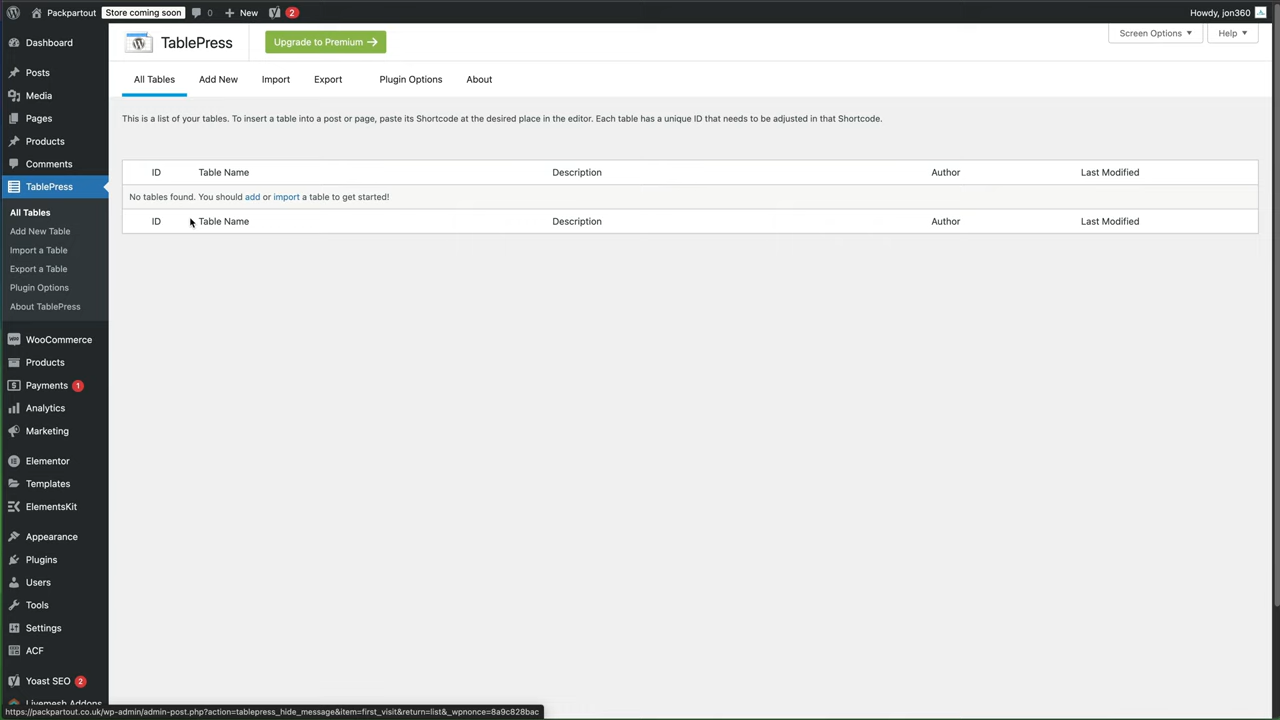 Packpartout
Store coming soon
0
New
2
Howdy, jon360
Dashboard
Posts
Media
Pages
Products
Comments
TablePress
All Tables
Add New Table
Import a Table
Export a Table
Plugin Options
About TablePress
WooCommerce
Products
Payments 1
Analytics
Marketing
Elementor
Templates
ElementsKit
Appearance
Plugins
Users
Tools
Settings
ACF
Yoast SEO 2
Livemesh Addons
TablePress
Upgrade to Premium →
Screen Options ▼
Help ▼
All Tables
Add New
Import
Export
Plugin Options
About
This is a list of your tables. To insert a table into a post or page, paste its Shortcode at the desired place in the editor. Each table has a unique ID that needs to be adjusted in that Shortcode.
ID Table Name Description Author Last Modified
No tables found. You should add or import a table to get started!
ID Table Name Description Author Last Modified
https://packpartout.co.uk/wp-admin/admin-post.php?action=tablepress_hide_message&item=first_visit&return=list&_wpnonce=8a9c828bac